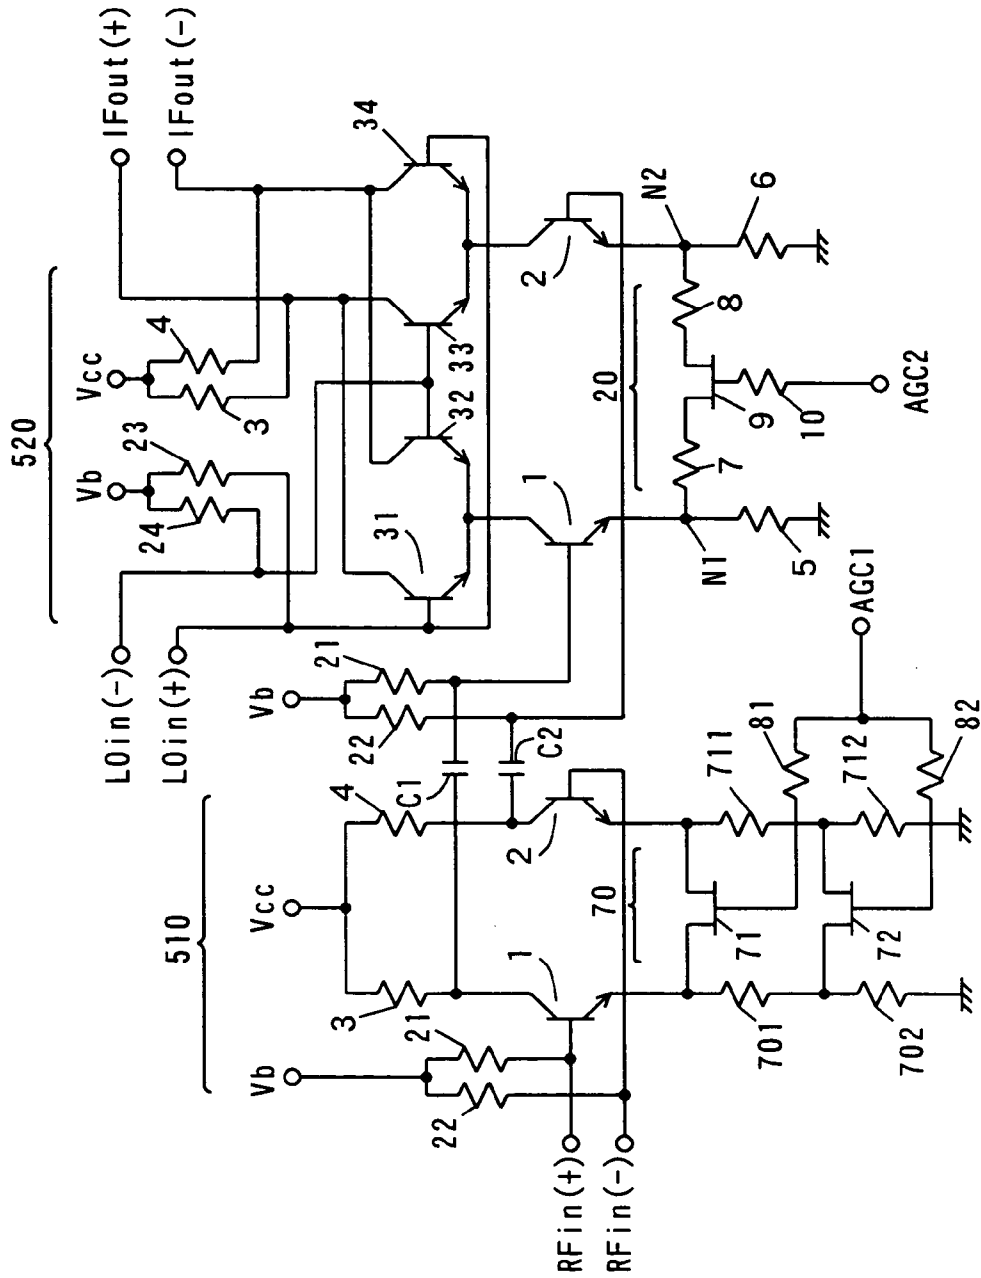 510
520
Vb
Vcc
Vb
LOin(-)
LOin(+)
Vb
Vcc
IFout(+)
IFout(-)
22
21
3
4
22
21
24
23
3
4
C1
C2
31
32
33
34
RFin(+)
RFin(-)
1
2
1
2
70
20
N1
N2
701
71
711
81
AGC1
702
72
712
82
5
7
9
8
6
10
AGC2